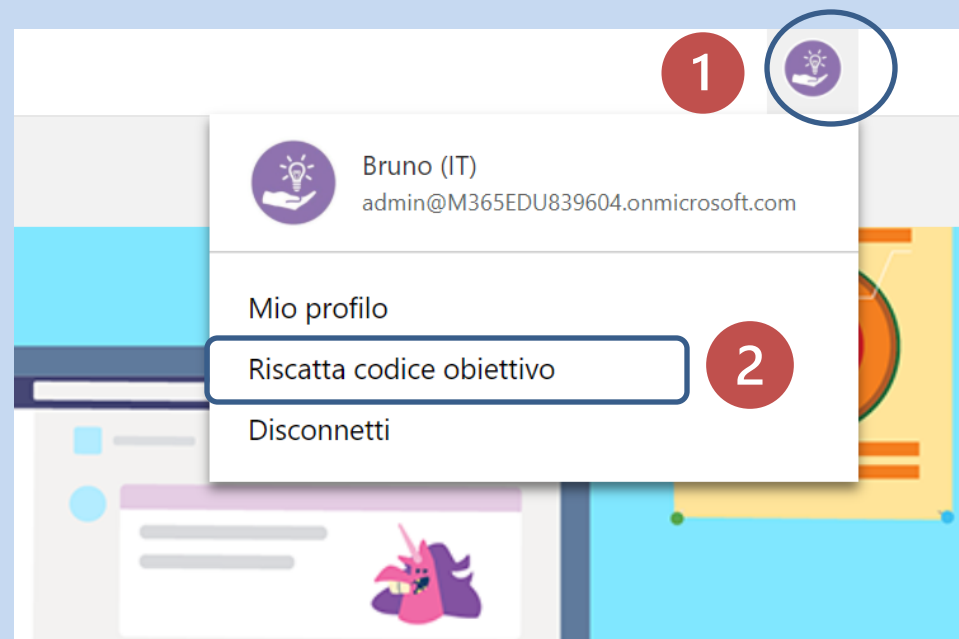 1
Bruno (IT)
admin@M365EDU839604.onmicrosoft.com
Mio profilo
Riscatta codice obiettivo
2
Disconnetti